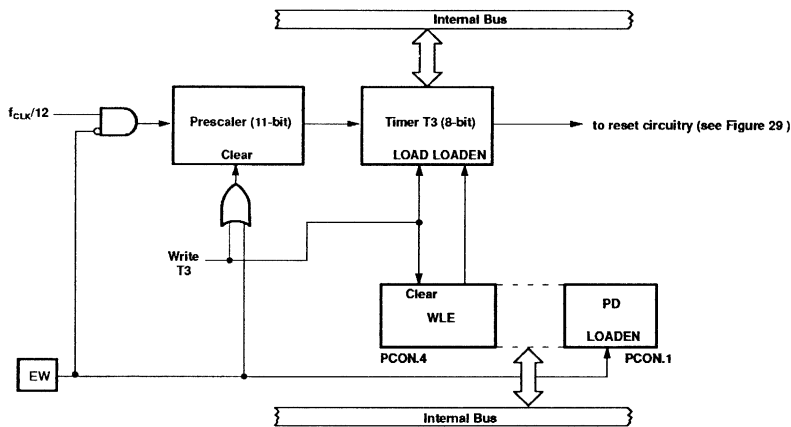 Internal Bus
fCLK/12
Prescaler (11-bit)
Clear
Timer T3 (8-bit)
LOAD LOADEN
to reset circuitry (see Figure 29 )
Write
T3
Clear
WLE
PCON.4
PD
LOADEN
PCON.1
EW
Internal Bus